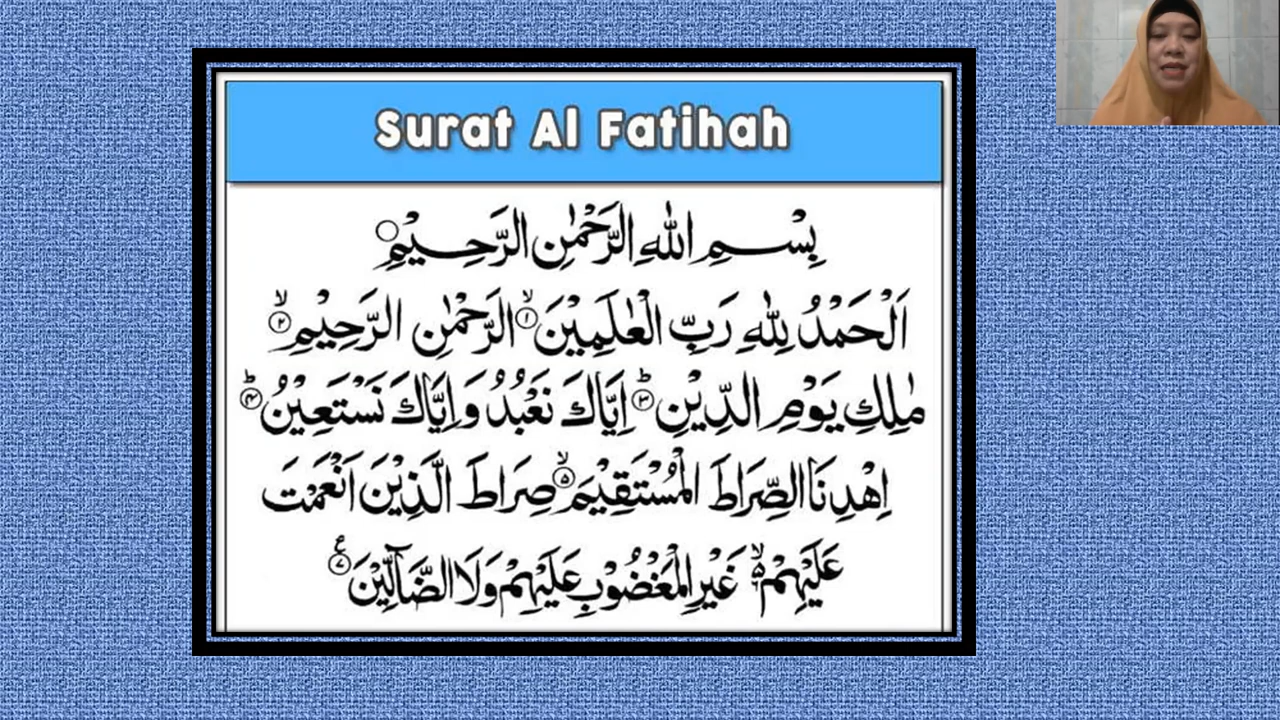 Surat Al Fatihah
بِسْمِ اللّٰهِ الرَّحْمٰنِ الرَّحِيْمِ
اَلْحَمْدُ لِلّٰهِ رَبِّ الْعٰلَمِيْنَۙ ١ الرَّحْمٰنِ الرَّحِيْمِۙ ٢
مٰلِكِ يَوْمِ الدِّيْنِۗ ٣ اِيَّاكَ نَعْبُدُ وَاِيَّاكَ نَسْتَعِيْنُۗ ٤
اِهْدِنَا الصِّرَاطَ الْمُسْتَقِيْمَۙ ٥ صِرَاطَ الَّذِيْنَ اَنْعَمْتَ
عَلَيْهِمْ ەۙ غَيْرِ الْمَغْضُوْبِ عَلَيْهِمْ وَلَا الضَّاۤلِّيْنَ ࣖ ٧